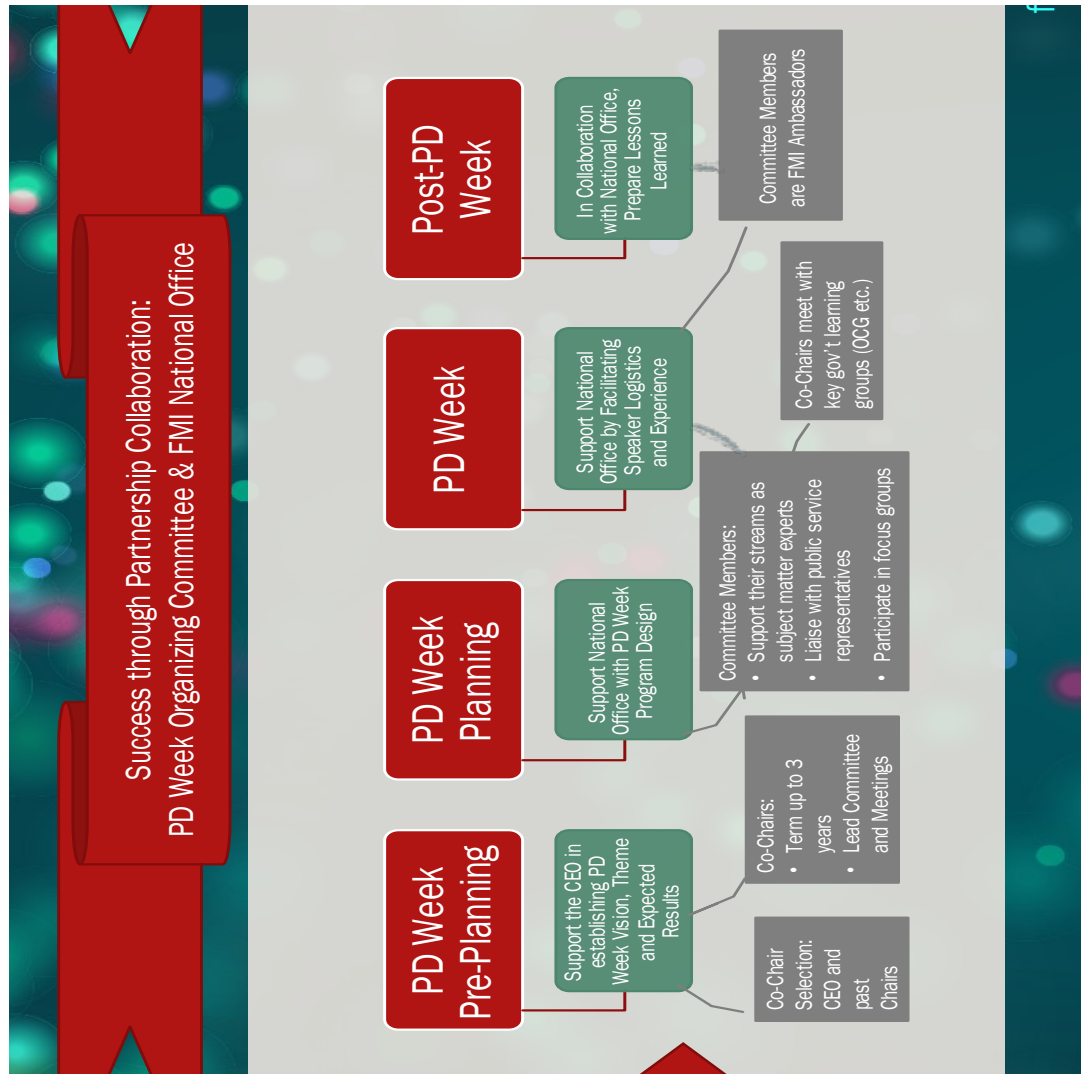 Success through Partnership Collaboration:
PD Week Organizing Committee & FMI National Office
PD Week
Pre-Planning
Support the CEO in
establishing PD
Week Vision, Theme
and Expected
Results
Co-Chair
Selection:
CEO and
past
Chairs
Co-Chairs:
• Term up to 3
years
• Lead Committee
and Meetings
PD Week
Planning
Support National
Office with PD Week
Program Design
Committee Members:
• Support their streams as
subject matter experts
• Liaise with public service
representatives
• Participate in focus groups
PD Week
Support National
Office by Facilitating
Speaker Logistics
and Experience
Co-Chairs meet with
key gov't learning
groups (OCG etc.)
Post-PD
Week
In Collaboration
with National Office,
Prepare Lessons
Learned
Committee Members
are FMI Ambassadors